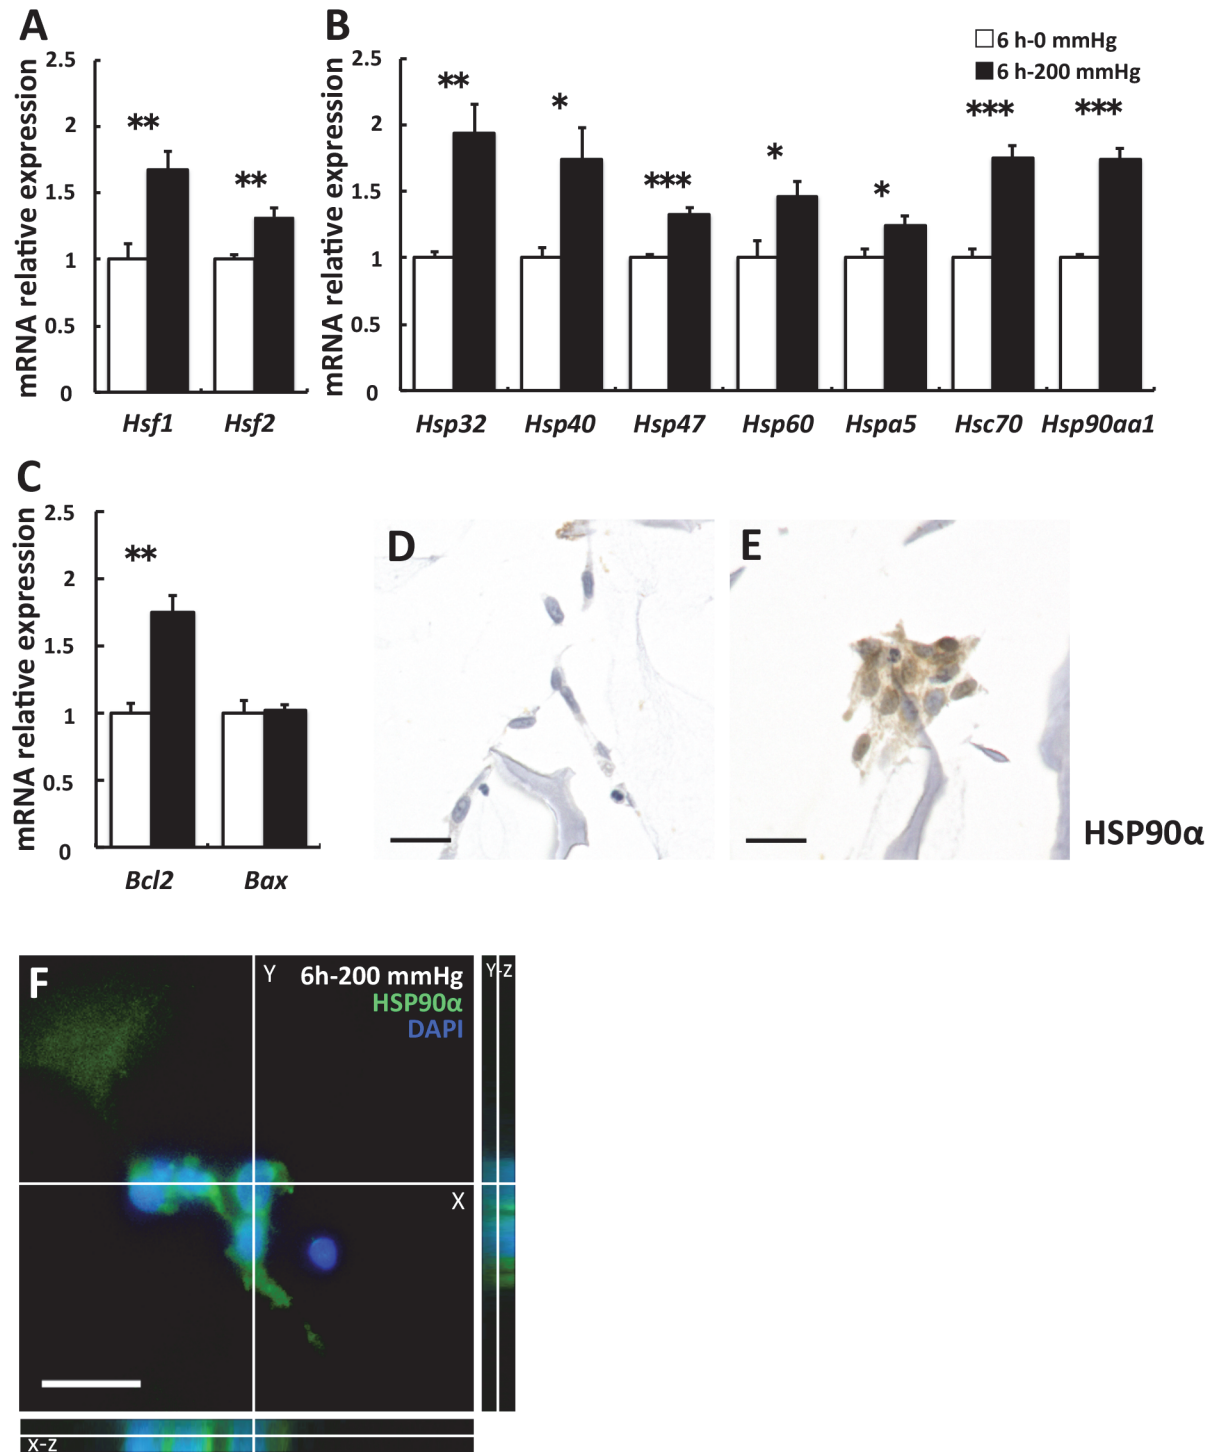 A
mRNA relative expression
2.5
2
1.5
1
0.5
0
**
**
Hsf1 Hsf2
B
6 h-0 mmHg
6 h-200 mmHg
mRNA relative expression
2.5
2
1.5
1
0.5
0
** * *** * * *** ***
Hsp32 Hsp40 Hsp47 Hsp60 Hspa5 Hsc70 Hsp90aa1
C
mRNA relative expression
2.5
2
1.5
1
0.5
0
**
Bcl2 Bax
D
E
HSP90α
F
Y
6h-200 mmHg
HSP90α
DAPI
X
Y-Z
X-Z